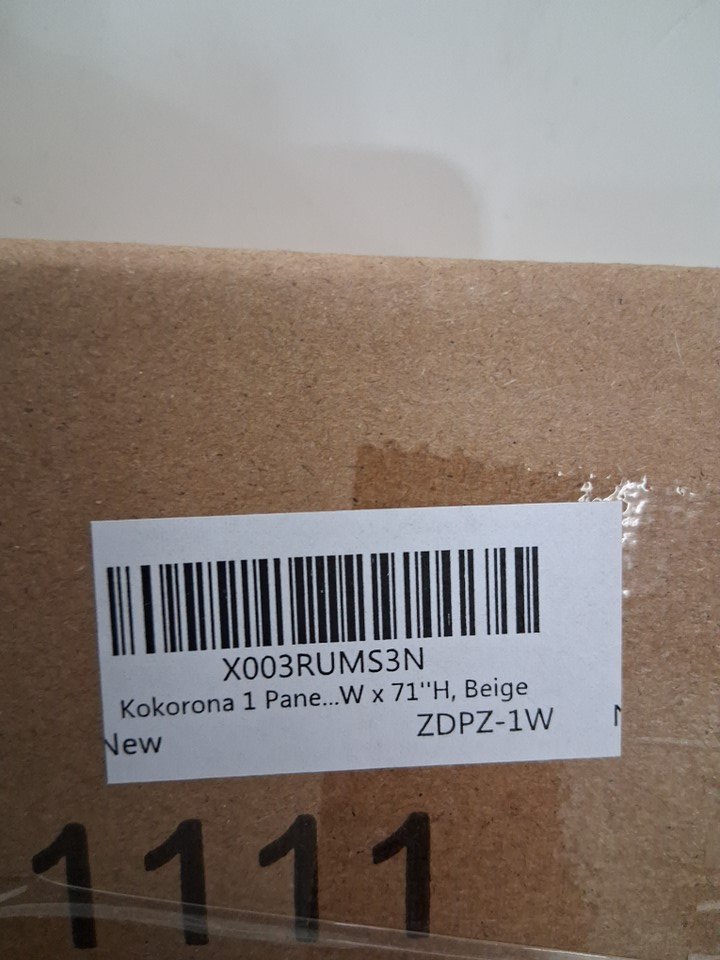 X003RUMS3N
Kokorona 1 Pane...W x 71''H, Beige
New
ZDPZ-1W
1111